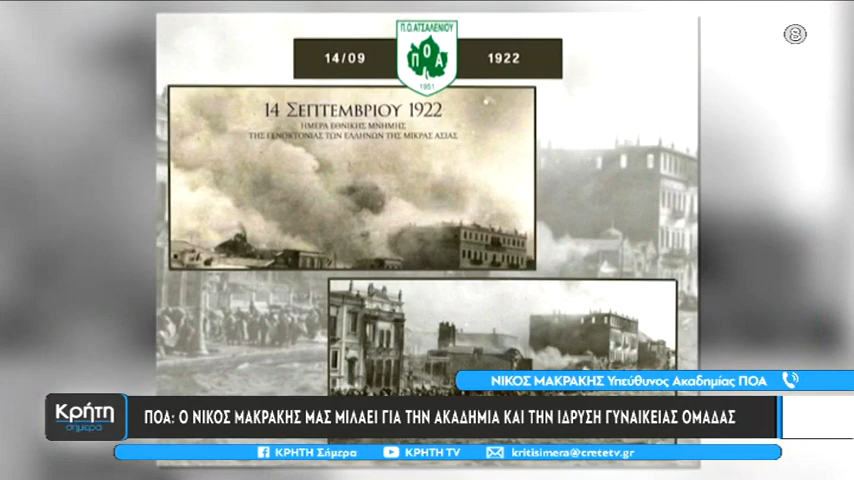 Π.Ο.ΑΤΣΑΛΕΝΙΟΥ
ΠΟΑ
1951
14/09
1922
14 ΣΕΠΤΕΜΒΡΙΟΥ 1922
ΗΜΕΡΑ ΕΘΝΙΚΗΣ ΜΝΗΜΗΣ
ΤΗΣ ΓΕΝΟΚΤΟΝΙΑΣ ΤΩΝ ΕΛΛΗΝΩΝ ΤΗΣ ΜΙΚΡΑΣ ΑΣΙΑΣ
8
ΝΙΚΟΣ ΜΑΚΡΑΚΗΣ Υπεύθυνος Ακαδημίας ΠΟΑ
Κρήτη
σήμερα
ΠΟΑ: Ο ΝΙΚΟΣ ΜΑΚΡΑΚΗΣ ΜΑΣ ΜΙΛΑΕΙ ΓΙΑ ΤΗΝ ΑΚΑΔΗΜΙΑ ΚΑΙ ΤΗΝ ΙΔΡΥΣΗ ΓΥΝΑΙΚΕΙΑΣ ΟΜΑΔΑΣ
ΚΡΗΤΗ Σήμερα
ΚΡΗΤΗ TV
kritisimera@cretetv.gr